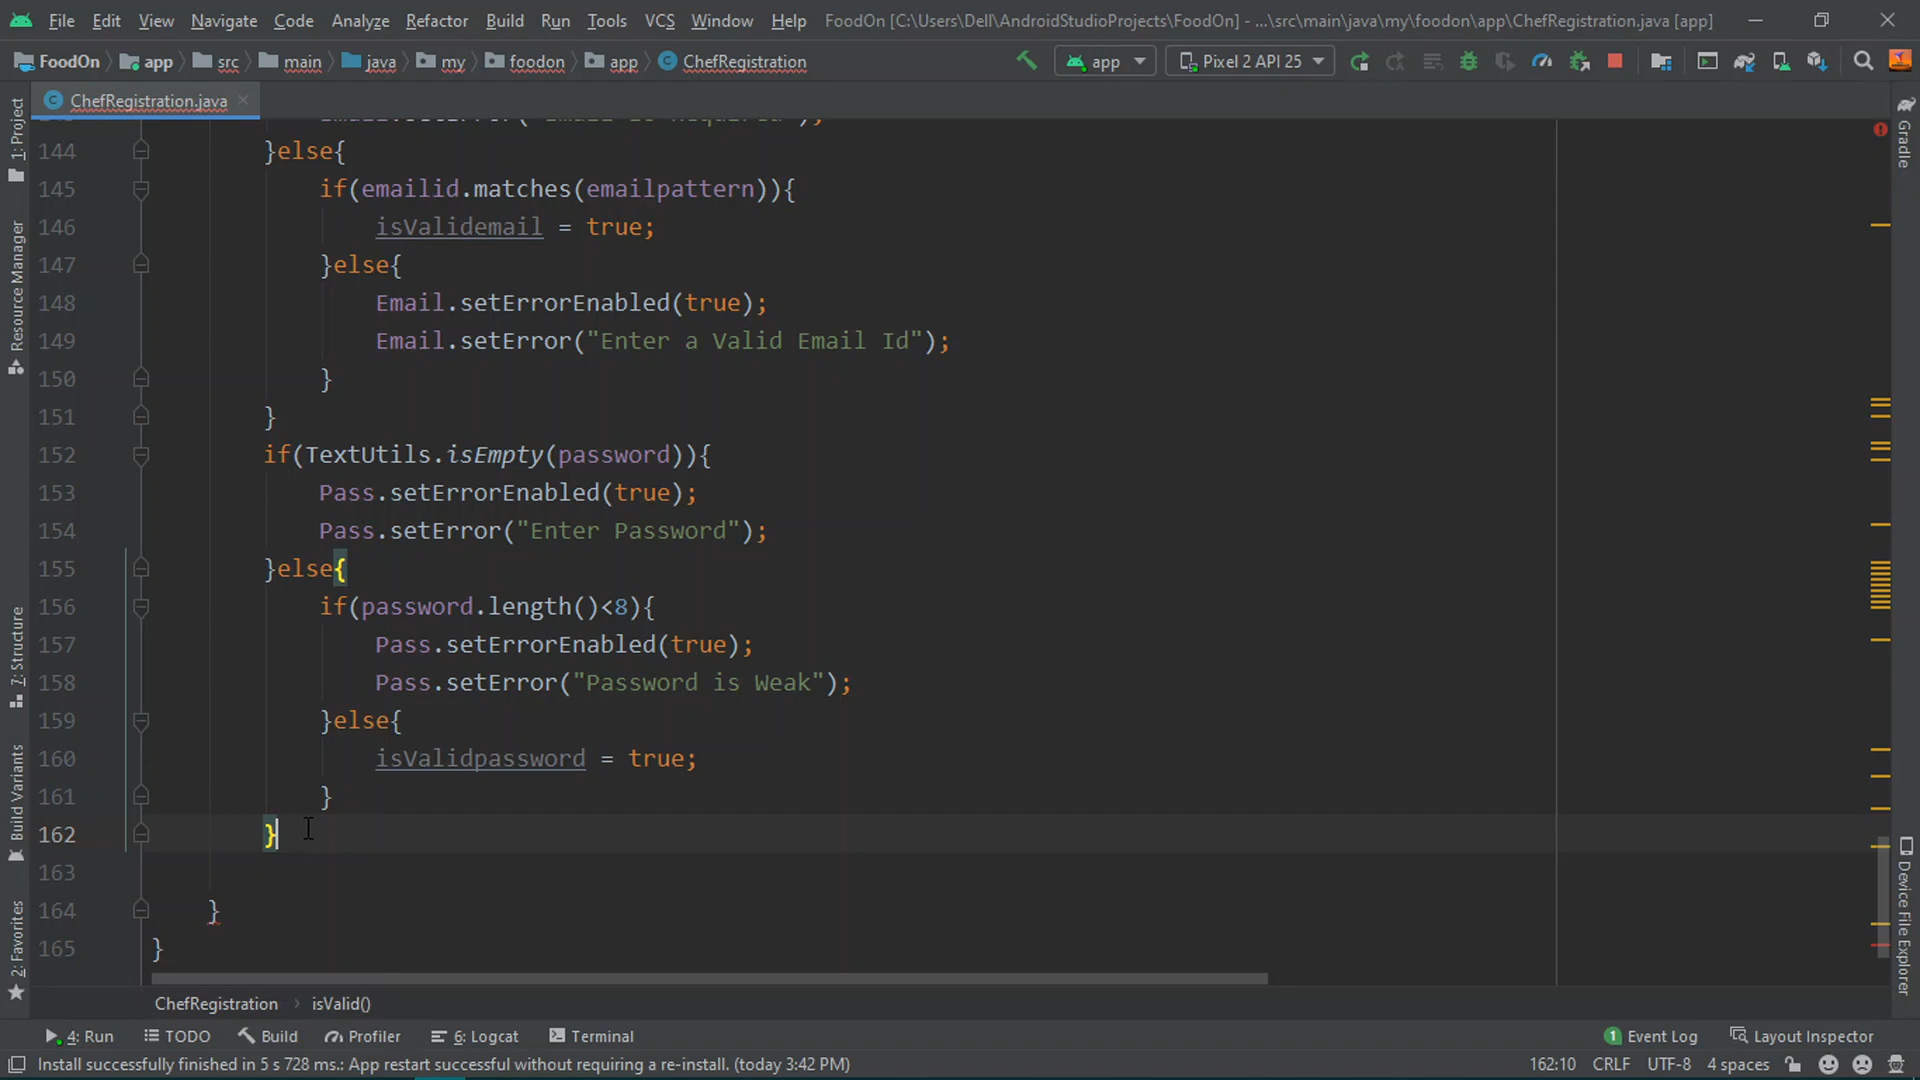 File Edit View Navigate Code Analyze Refactor Build Run Tools VCS Window Help FoodOn [C:\Users\Dell\AndroidStudioProjects\FoodOn] - ...\src\main\java\my\foodon\app\ChefRegistration.java [app]
FoodOn app src main java my foodon app ChefRegistration app Pixel 2 API 25
ChefRegistration.java
1: Project
Resource Manager
7: Structure
Build Variants
2: Favorites
144 }else{
145 if(emailid.matches(emailpattern)){
146 isValidemail = true;
147 }else{
148 Email.setErrorEnabled(true);
149 Email.setError("Enter a Valid Email Id");
150 }
151 }
152 if(TextUtils.isEmpty(password)){
153 Pass.setErrorEnabled(true);
154 Pass.setError("Enter Password");
155 }else{
156 if(password.length()<8){
157 Pass.setErrorEnabled(true);
158 Pass.setError("Password is Weak");
159 }else{
160 isValidpassword = true;
161 }
162 }
163
164 }
165 }
Gradle
Device File Explorer
ChefRegistration › isValid()
4: Run TODO Build Profiler 6: Logcat Terminal 1 Event Log Layout Inspector
Install successfully finished in 5 s 728 ms.: App restart successful without requiring a re-install. (today 3:42 PM) 162:10 CRLF UTF-8 4 spaces